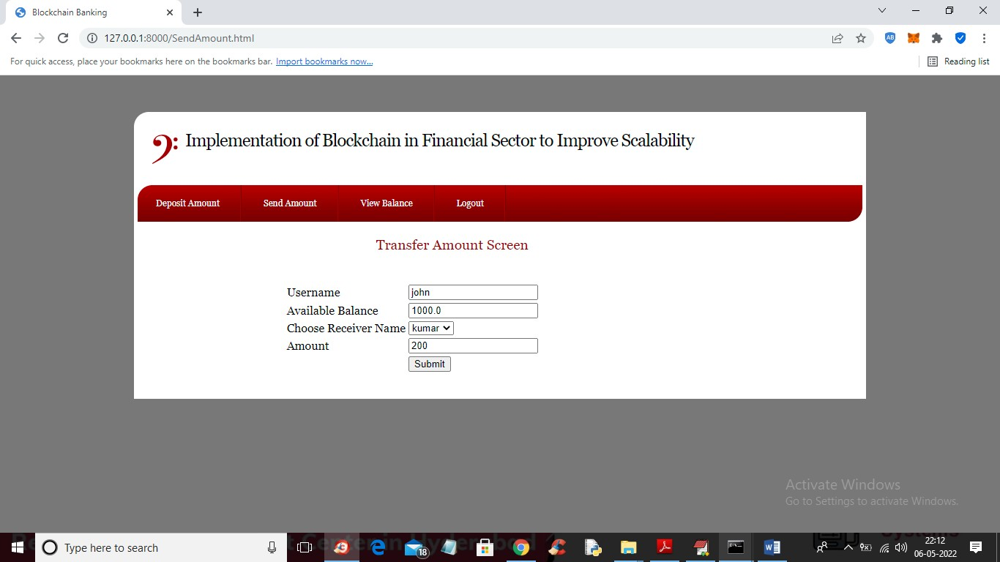 Blockchain Banking
127.0.0.1:8000/SendAmount.html
AB
For quick access, place your bookmarks here on the bookmarks bar. Import bookmarks now...
Reading list
Implementation of Blockchain in Financial Sector to Improve Scalability
Deposit Amount Send Amount View Balance Logout
Transfer Amount Screen
Username john
Available Balance 1000.0
Choose Receiver Name kumar
Amount 200
Submit
Activate Windows
Go to Settings to activate Windows.
Type here to search
18
22:12
06-05-2022